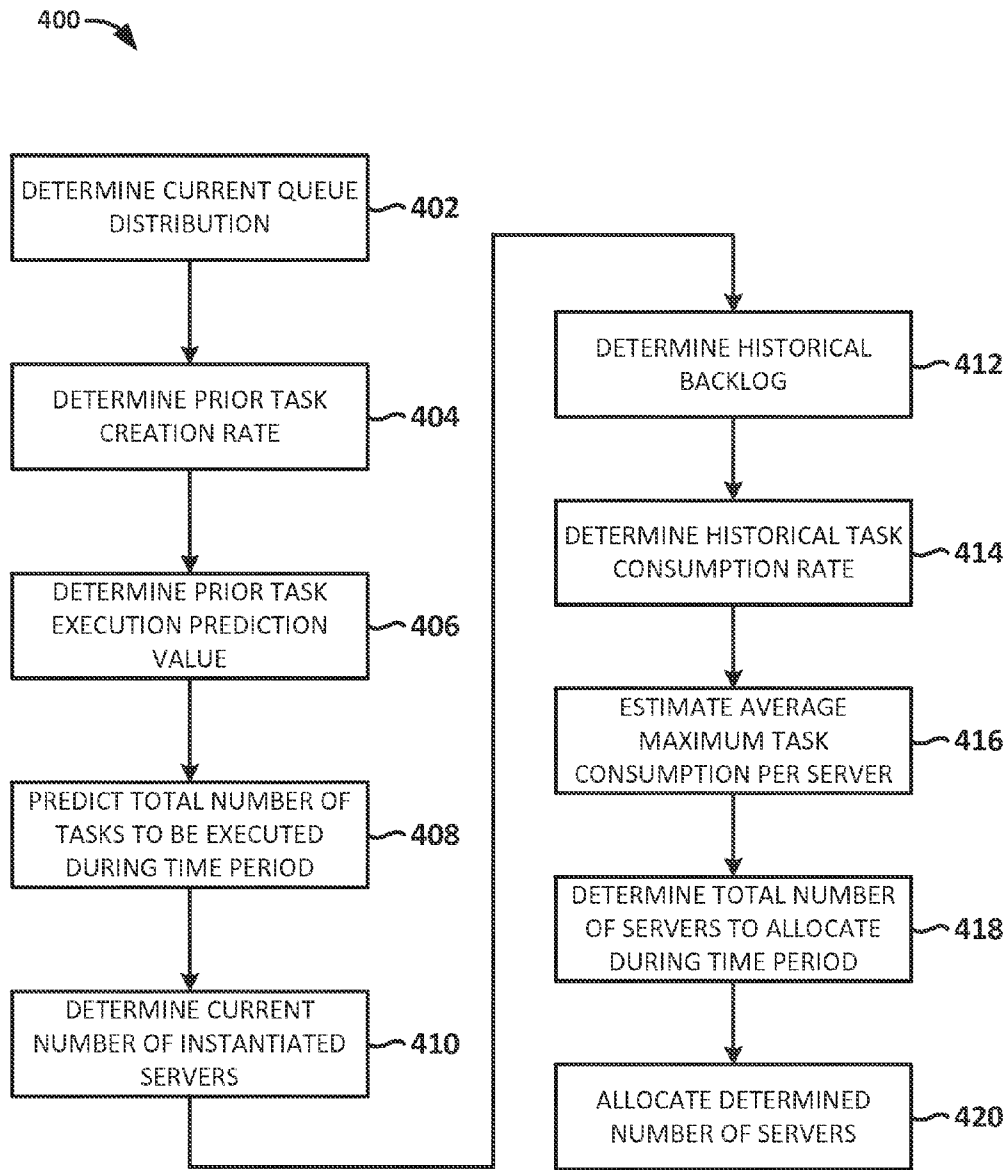 400
DETERMINE CURRENT QUEUE
DISTRIBUTION
402
DETERMINE PRIOR TASK
CREATION RATE
404
DETERMINE PRIOR TASK
EXECUTION PREDICTION
VALUE
406
PREDICT TOTAL NUMBER OF
TASKS TO BE EXECUTED
DURING TIME PERIOD
408
DETERMINE CURRENT
NUMBER OF INSTANTIATED
SERVERS
410
DETERMINE HISTORICAL
BACKLOG
412
DETERMINE HISTORICAL TASK
CONSUMPTION RATE
414
ESTIMATE AVERAGE
MAXIMUM TASK
CONSUMPTION PER SERVER
416
DETERMINE TOTAL NUMBER
OF SERVERS TO ALLOCATE
DURING TIME PERIOD
418
ALLOCATE DETERMINED
NUMBER OF SERVERS
420